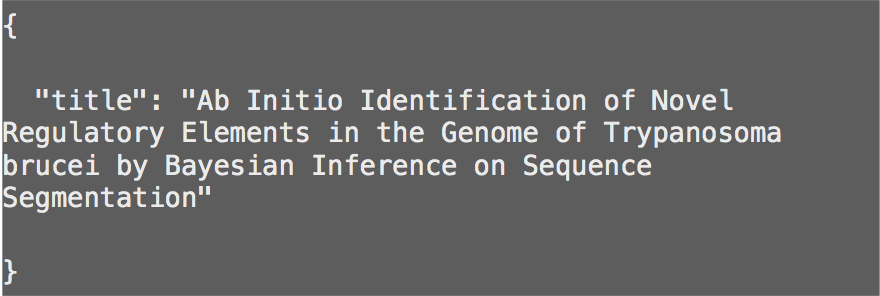 {
"title": "Ab Initio Identification of Novel
Regulatory Elements in the Genome of Trypanosoma
brucei by Bayesian Inference on Sequence
Segmentation"
}